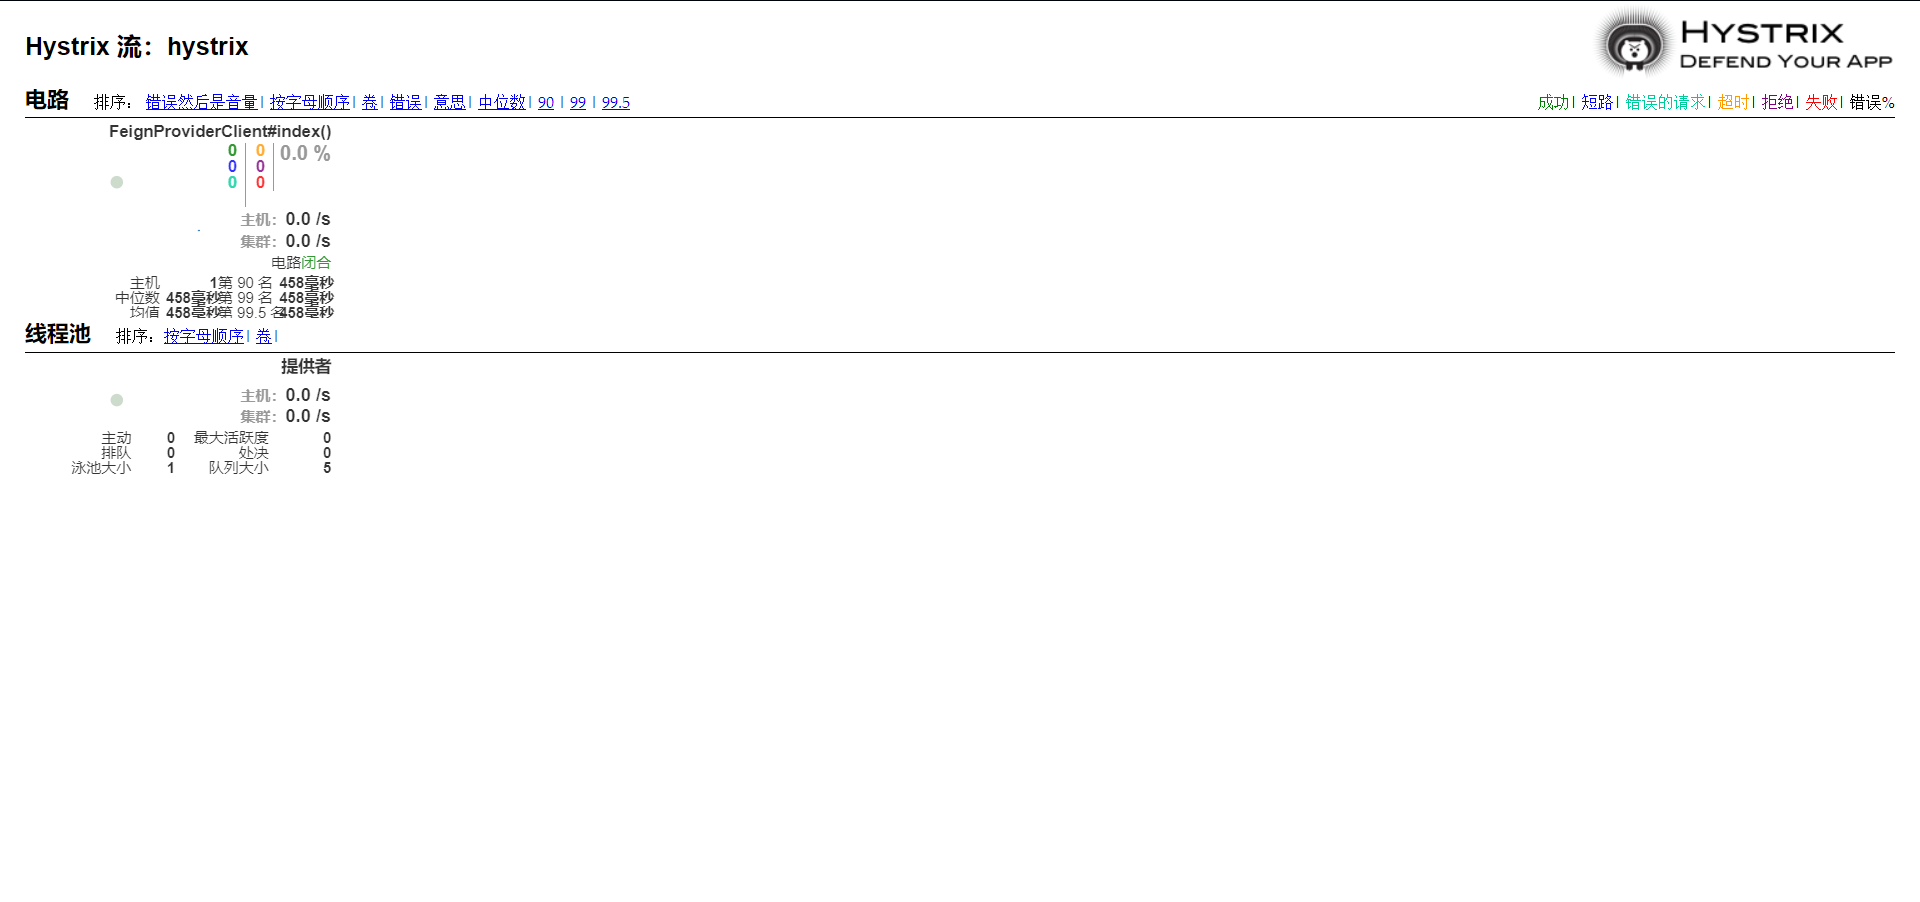 Hystrix 流：hystrix
HYSTRIX
DEFEND YOUR APP
电路 排序： 错误然后是音量| 按字母顺序| 卷| 错误| 意思| 中位数| 90 | 99 | 99.5
成功| 短路| 错误的请求| 超时| 拒绝| 失败| 错误%
FeignProviderClient#index()
0 0 0.0 %
0 0
0 0
主机： 0.0 /s
集群： 0.0 /s
电路闭合
主机 1 第 90 名 458毫秒
中位数 458毫秒 第 99 名 458毫秒
均值 458毫秒 第 99.5 名 458毫秒
线程池 排序： 按字母顺序| 卷|
提供者
主机： 0.0 /s
集群： 0.0 /s
主动 0 最大活跃度 0
排队 0 处决 0
泳池大小 1 队列大小 5